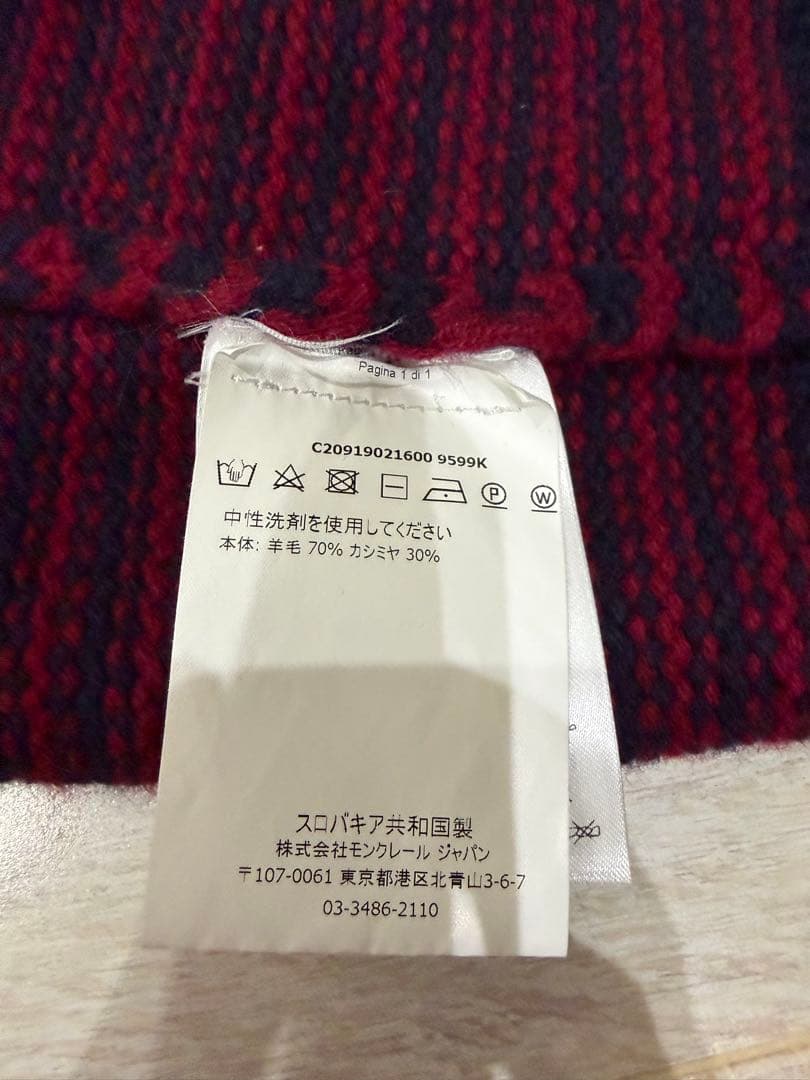 Pagina 1 di 1
C20919021600 9599K
P W
中性洗剤を使用してください
本体: 羊毛 70% カシミヤ 30%
スロバキア共和国製
株式会社モンクレール ジャパン
〒107-0061 東京都港区北青山3-6-7
03-3486-2110